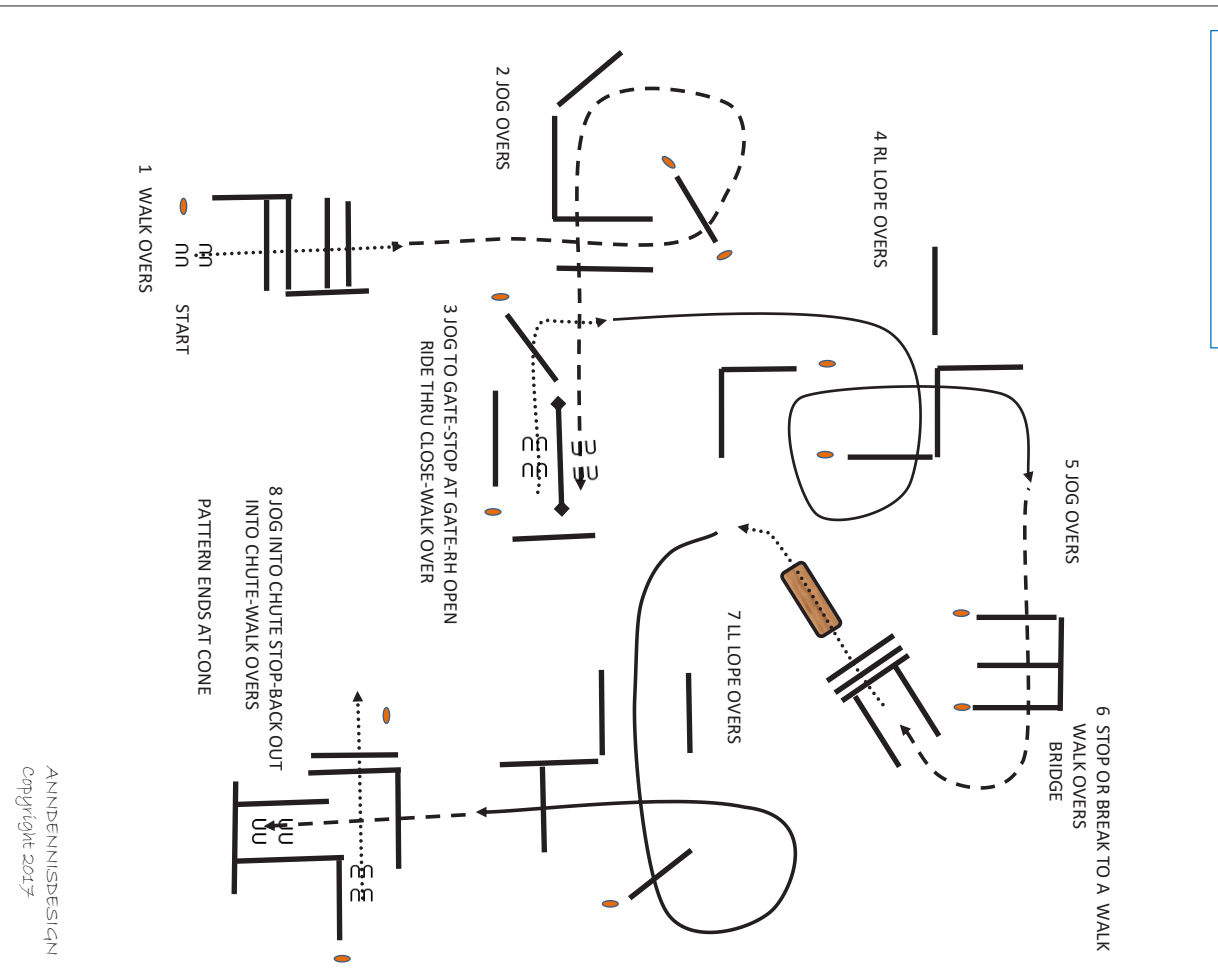 1 WALK OVERS
START
2 JOG OVERS
3 JOG TO GATE-STOP AT GATE-RH OPEN
RIDE THRU CLOSE-WALK OVER
4 RL LOPE OVERS
5 JOG OVERS
6 STOP OR BREAK TO A WALK
WALK OVERS
BRIDGE
7 LL LOPE OVERS
8 JOG INTO CHUTE STOP-BACK OUT
INTO CHUTE-WALK OVERS
PATTERN ENDS AT CONE
ANNDENNISDESIGN
Copyright 2017